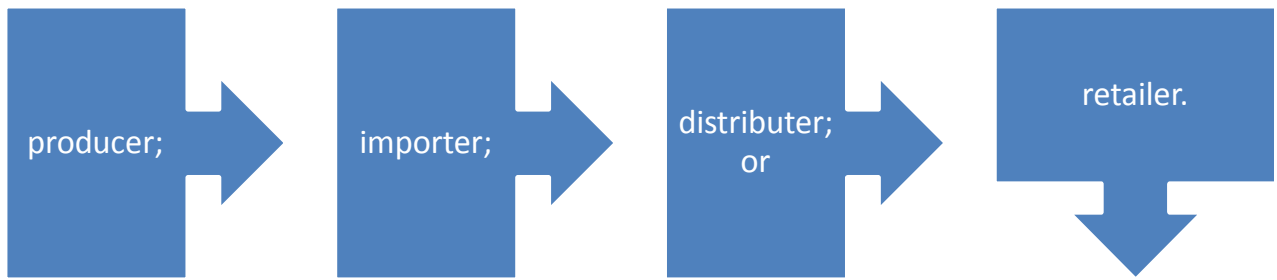 producer;
importer;
distributer;
or
retailer.